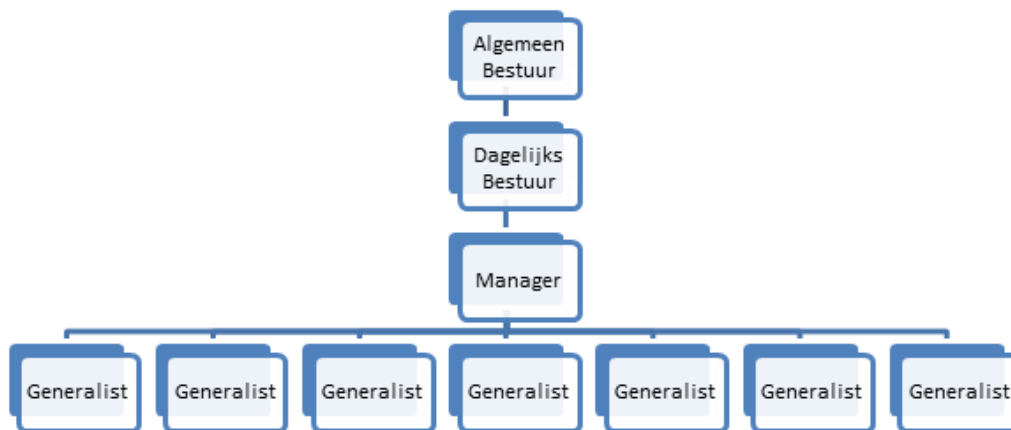 Algemeen
Bestuur
Dagelijks
Bestuur
Manager
Generalist
Generalist
Generalist
Generalist
Generalist
Generalist
Generalist